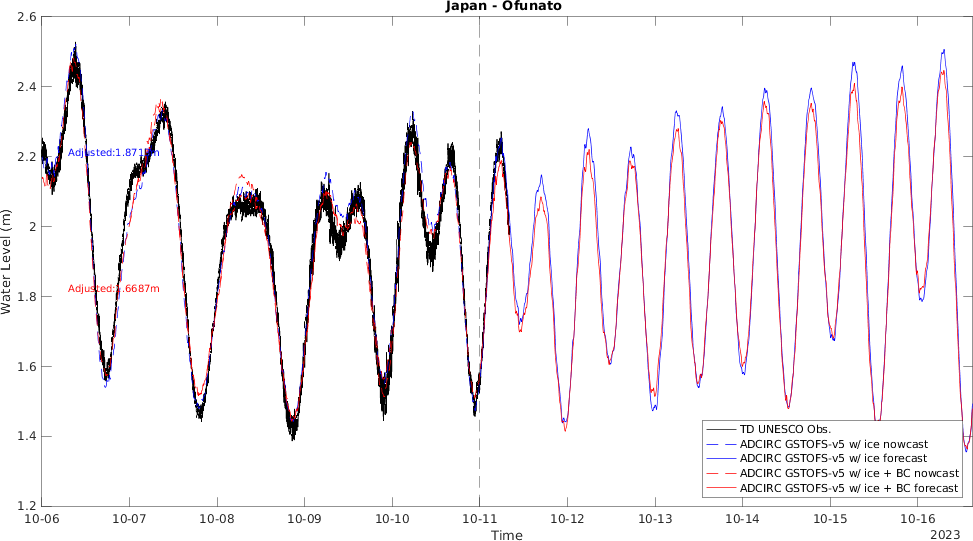 Japan - Ofunato
2.6
2.4
2.2
2
1.8
1.6
1.4
1.2
Water Level (m)
Adjusted:1.6687m
TD UNESCO Obs.
ADCIRC GSTOFS-v5 w/ ice nowcast
ADCIRC GSTOFS-v5 w/ ice forecast
ADCIRC GSTOFS-v5 w/ ice + BC nowcast
ADCIRC GSTOFS-v5 w/ ice + BC forecast
10-06 10-07 10-08 10-09 10-10 10-11 10-12 10-13 10-14 10-15 10-16
Time
2023